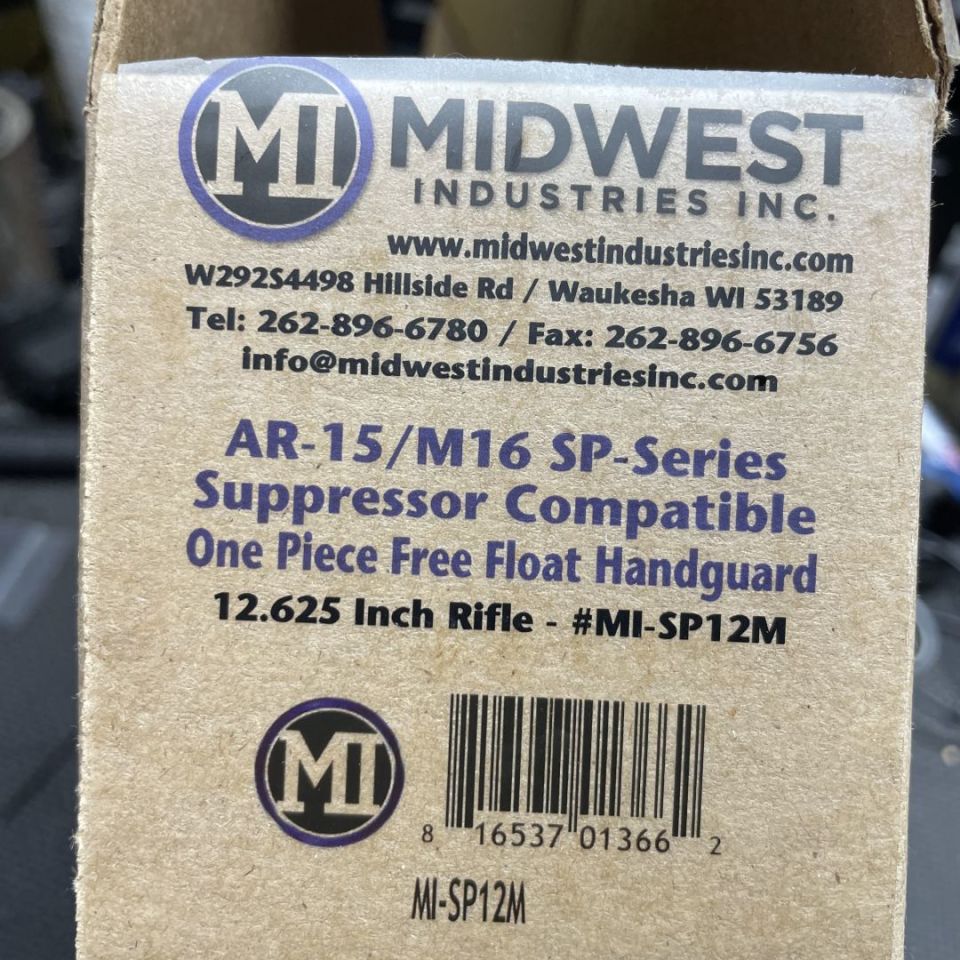 MI MIDWEST
INDUSTRIES INC.
www.midwestindustriesinc.com
W292S4498 Hillside Rd / Waukesha WI 53189
Tel: 262-896-6780 / Fax: 262-896-6756
info@midwestindustriesinc.com
AR-15/M16 SP-Series
Suppressor Compatible
One Piece Free Float Handguard
12.625 Inch Rifle - #MI-SP12M
MI
8 16537 01366 2
MI-SP12M